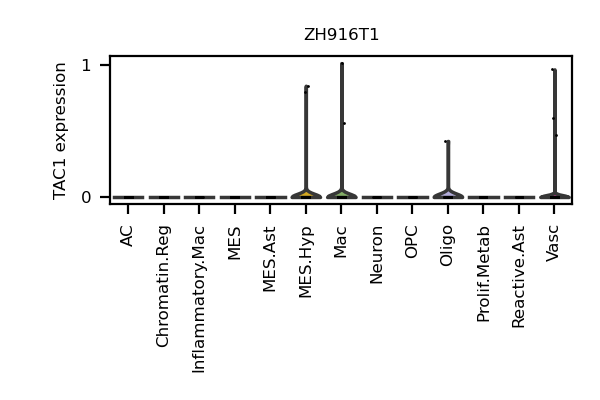 ZH916T1
TAC1 expression
1
0
AC
Chromatin.Reg
Inflammatory.Mac
MES
MES.Ast
MES.Hyp
Mac
Neuron
OPC
Oligo
Prolif.Metab
Reactive.Ast
Vasc